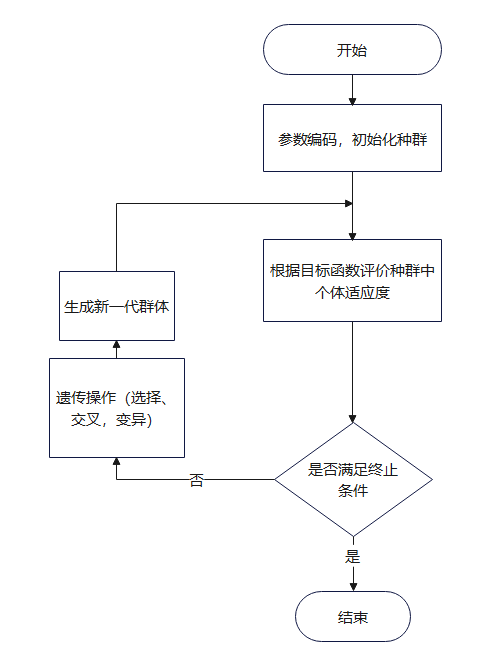 开始
参数编码，初始化种群
根据目标函数评价种群中
个体适应度
生成新一代群体
遗传操作（选择、
交叉，变异）
是否满足终止
条件
否
是
结束